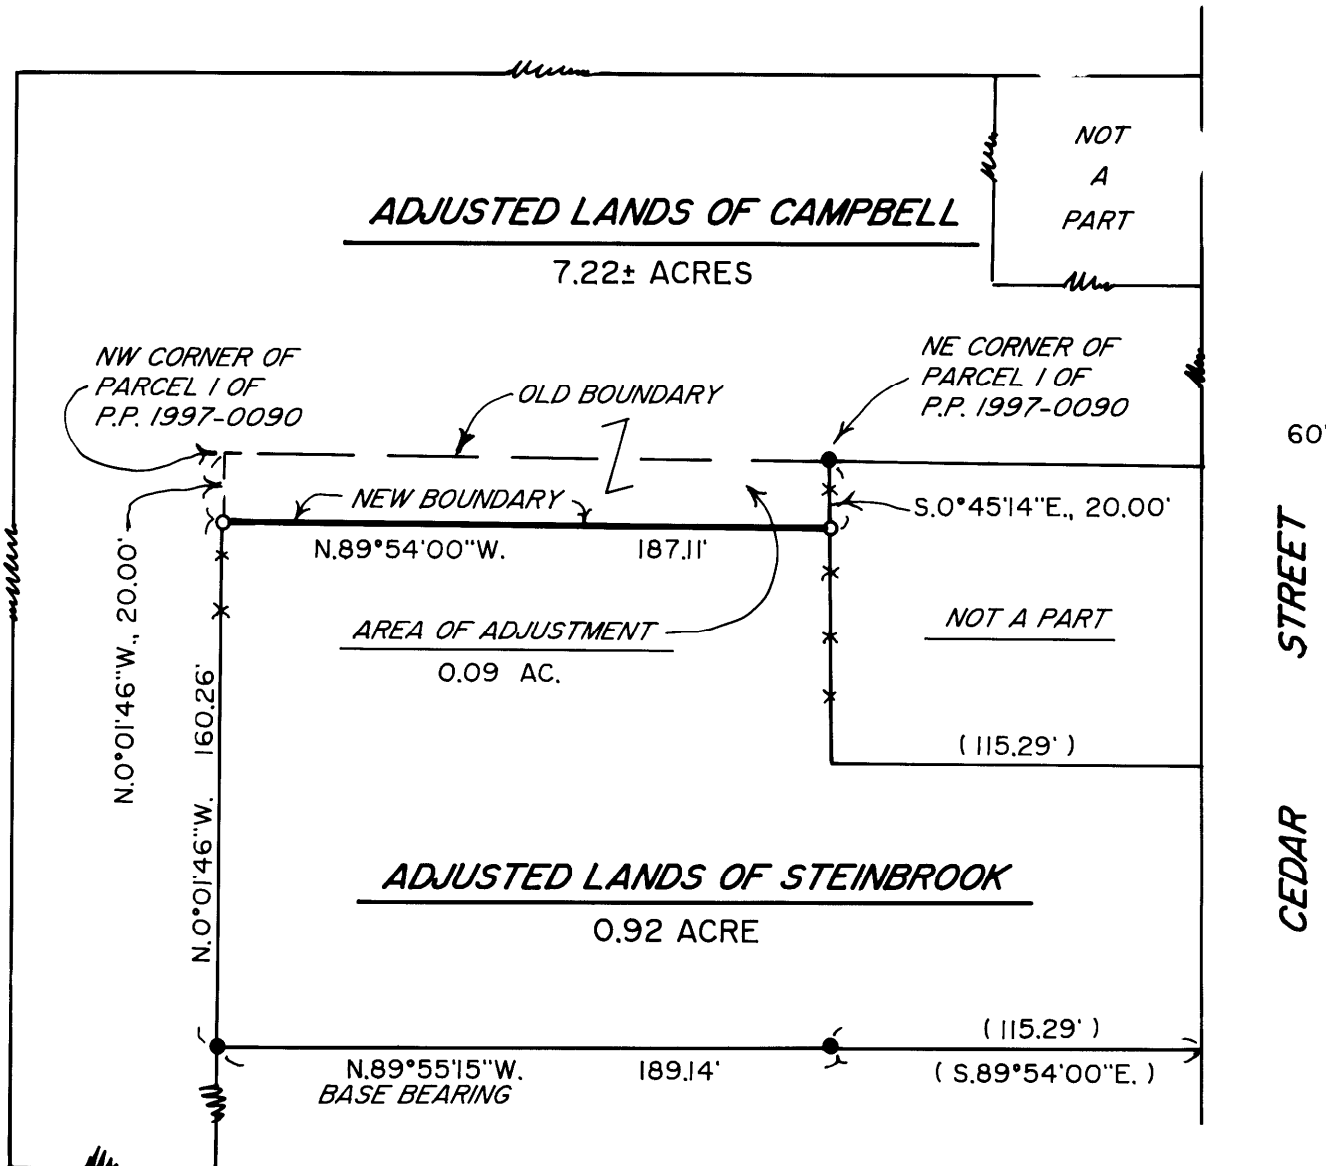 NOT
A
PART
ADJUSTED LANDS OF CAMPBELL
7.22± ACRES
NW CORNER OF
PARCEL 1 OF
P.P. 1997-0090
OLD BOUNDARY
NE CORNER OF
PARCEL 1 OF
P.P. 1997-0090
60'
NEW BOUNDARY
S.0°45'14"E., 20.00'
N.89°54'00"W. 187.11'
N.0°01'46"W., 20.00'
AREA OF ADJUSTMENT
0.09 AC.
NOT A PART
N.0°01'46"W. 160.26'
(115.29')
CEDAR STREET
ADJUSTED LANDS OF STEINBROOK
0.92 ACRE
(115.29')
N.89°55'15"W. 189.14'
(S.89°54'00"E.)
BASE BEARING